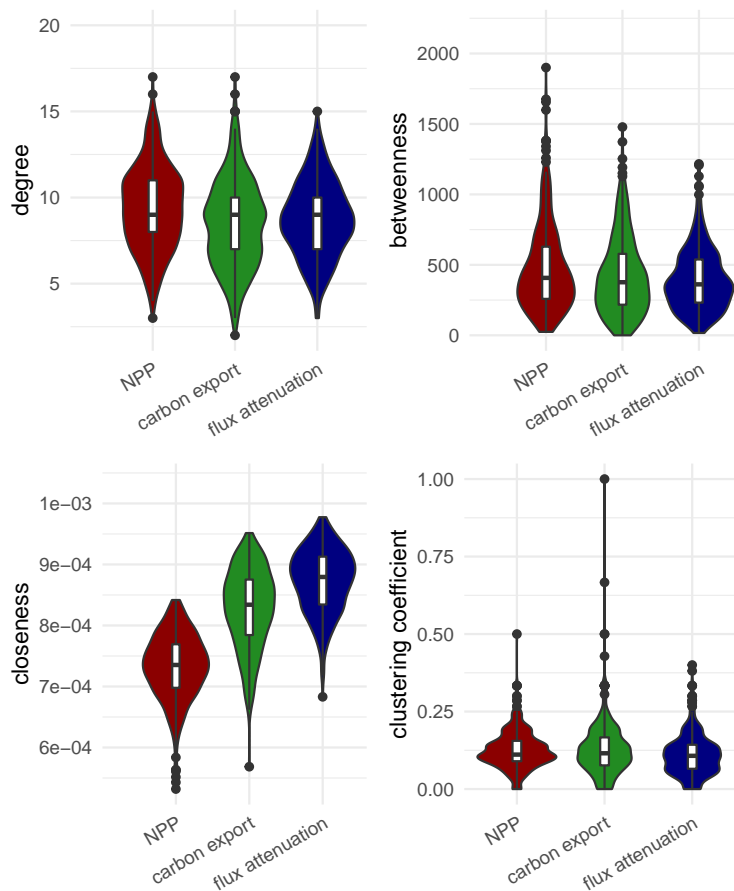 degree
20
15
10
5
NPP
carbon export
flux attenuation
betweenness
2000
1500
1000
500
0
NPP
carbon export
flux attenuation
closeness
1e−03
9e−04
8e−04
7e−04
6e−04
NPP
carbon export
flux attenuation
clustering coefficient
1.00
0.75
0.50
0.25
0.00
NPP
carbon export
flux attenuation